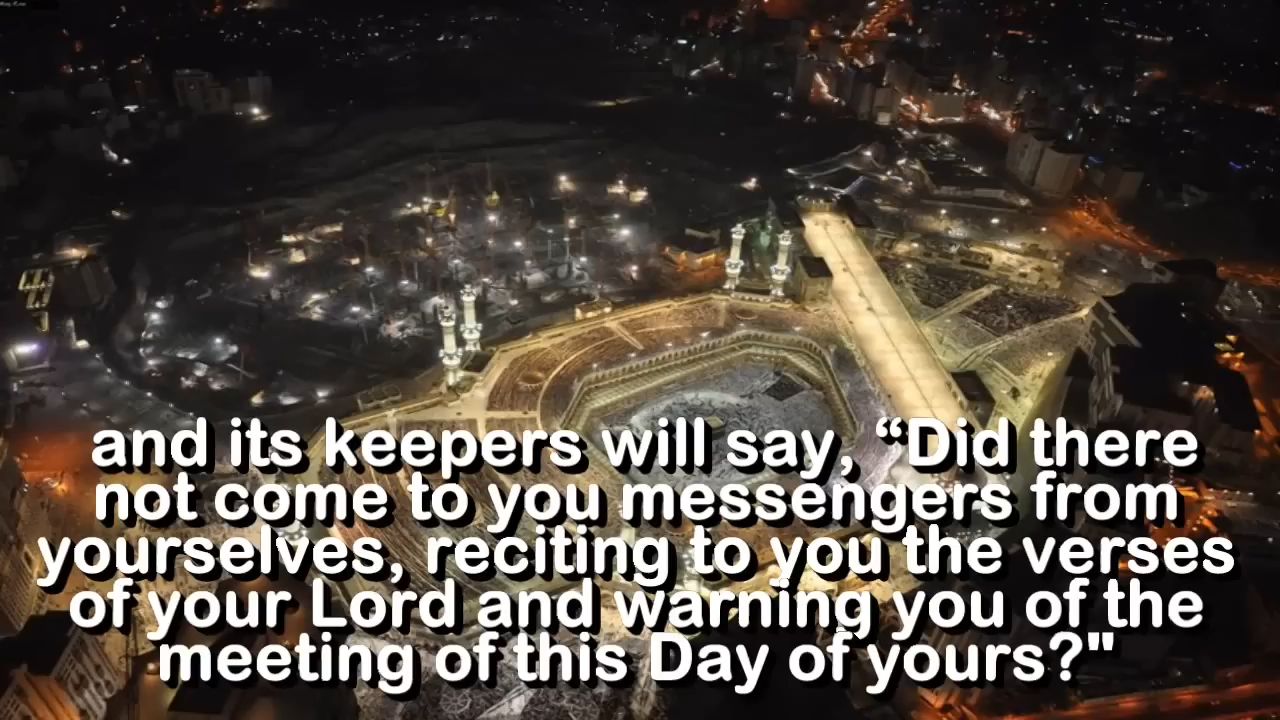 and its keepers will say, “Did there
not come to you messengers from
yourselves, reciting to you the verses
of your Lord and warning you of the
meeting of this Day of yours?"